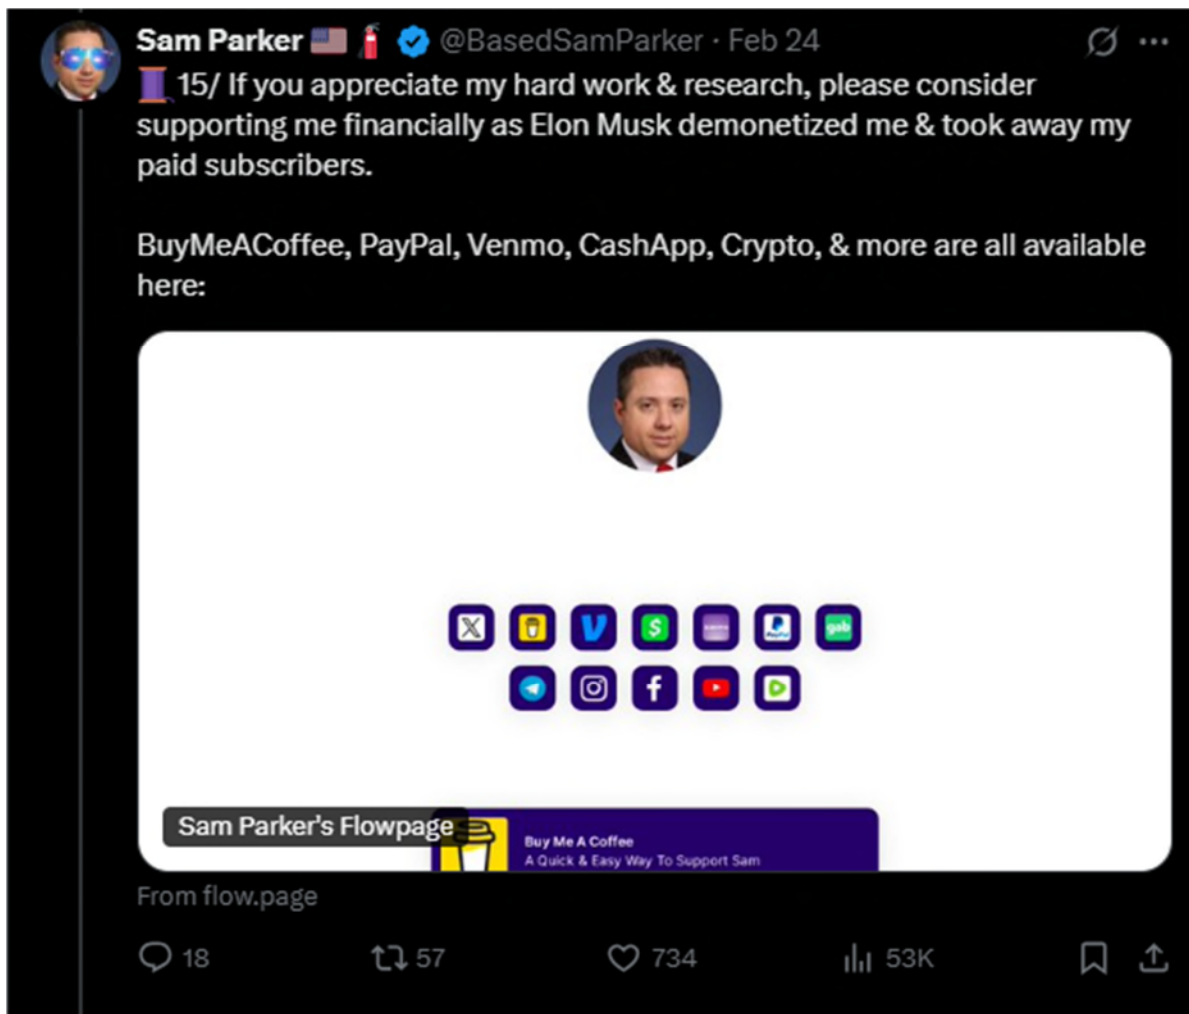 Sam Parker @BasedSamParker · Feb 24
15/ If you appreciate my hard work & research, please consider
supporting me financially as Elon Musk demonetized me & took away my
paid subscribers.
BuyMeACoffee, PayPal, Venmo, CashApp, Crypto, & more are all available
here:
gab
PayPal
Sam Parker's Flowpage
Buy Me A Coffee
A Quick & Easy Way To Support Sam
From flow.page
18 57 734 53K